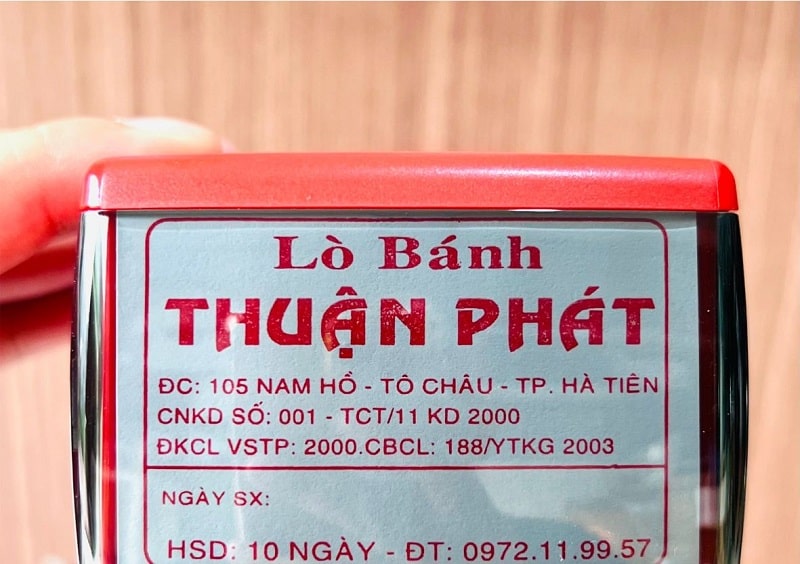 Lò Bánh
THUẬN PHÁT
ĐC: 105 NAM HỒ - TÔ CHÂU - TP. HÀ TIÊN
CNKD SỐ: 001 - TCT/11 KD 2000
ĐKCL VSTP: 2000.CBCL: 188/YTKG 2003
NGÀY SX:
HSD: 10 NGÀY - ĐT: 0972.11.99.57